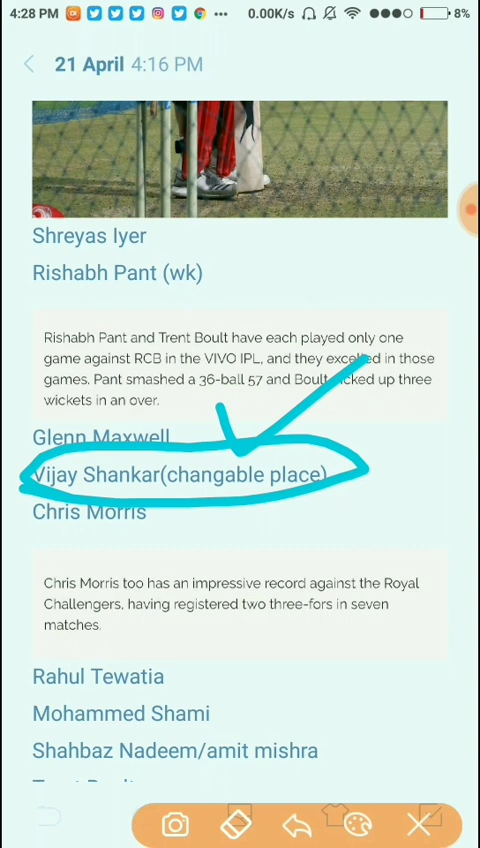 4:28 PM
0.00K/s
8%
21 April 4:16 PM
Shreyas Iyer
Rishabh Pant (wk)
Rishabh Pant and Trent Boult have each played only one
game against RCB in the VIVO IPL, and they excelled in those
games. Pant smashed a 36-ball 57 and Boult picked up three
wickets in an over.
Glenn Maxwell
Vijay Shankar(changable place)
Chris Morris
Chris Morris too has an impressive record against the Royal
Challengers, having registered two three-fors in seven
matches.
Rahul Tewatia
Mohammed Shami
Shahbaz Nadeem/amit mishra